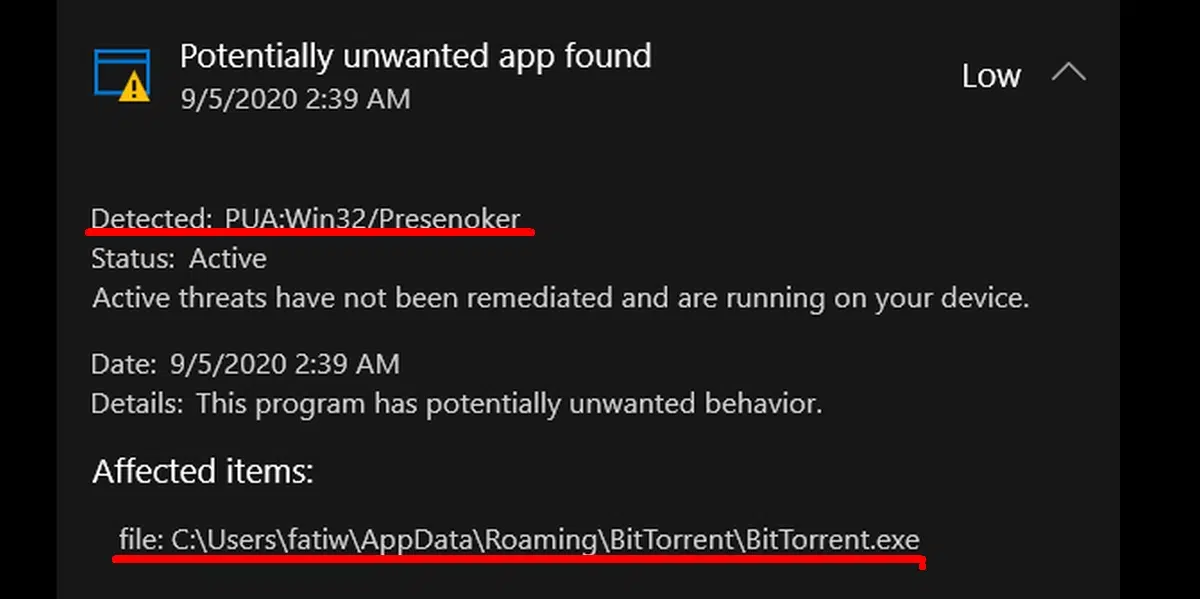 Potentially unwanted app found
9/5/2020 2:39 AM
Low
Detected: PUA:Win32/Presenoker
Status: Active
Active threats have not been remediated and are running on your device.
Date: 9/5/2020 2:39 AM
Details: This program has potentially unwanted behavior.
Affected items:
file: C:\Users\fatiw\AppData\Roaming\BitTorrent\BitTorrent.exe